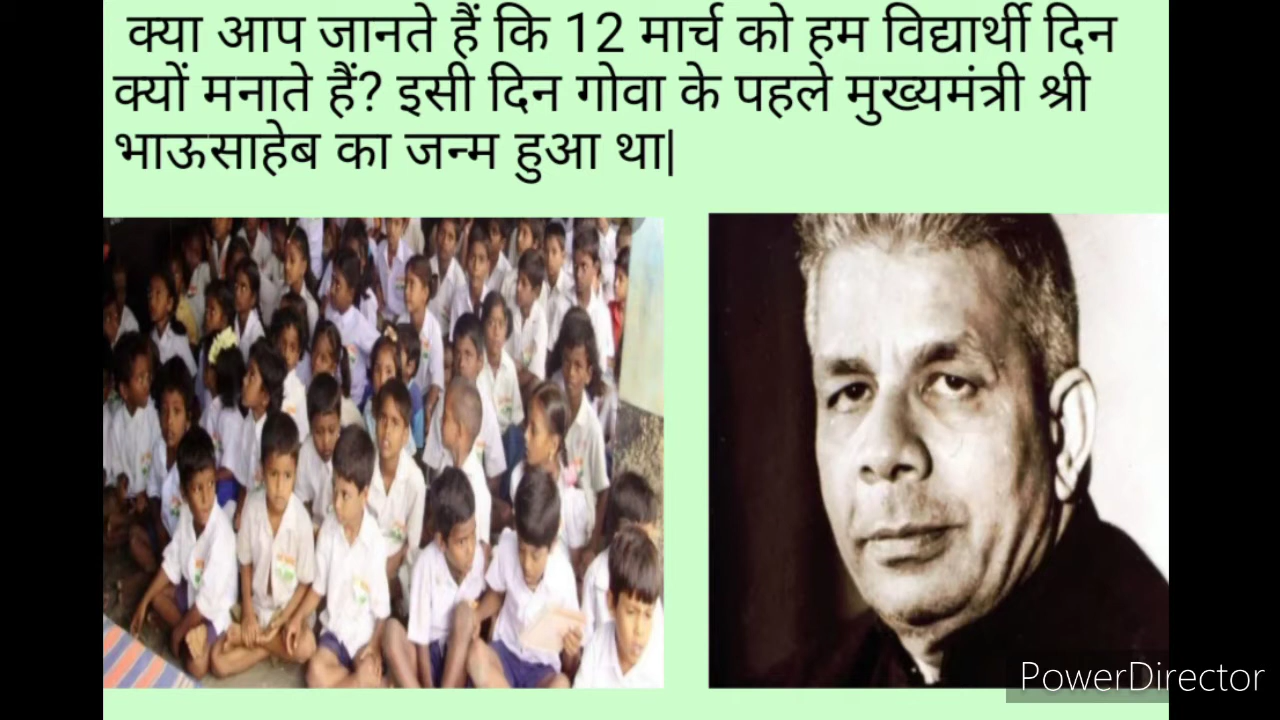 क्या आप जानते हैं कि 12 मार्च को हम विद्यार्थी दिन
क्यों मनाते हैं? इसी दिन गोवा के पहले मुख्यमंत्री श्री
भाऊसाहेब का जन्म हुआ था|
PowerDirector